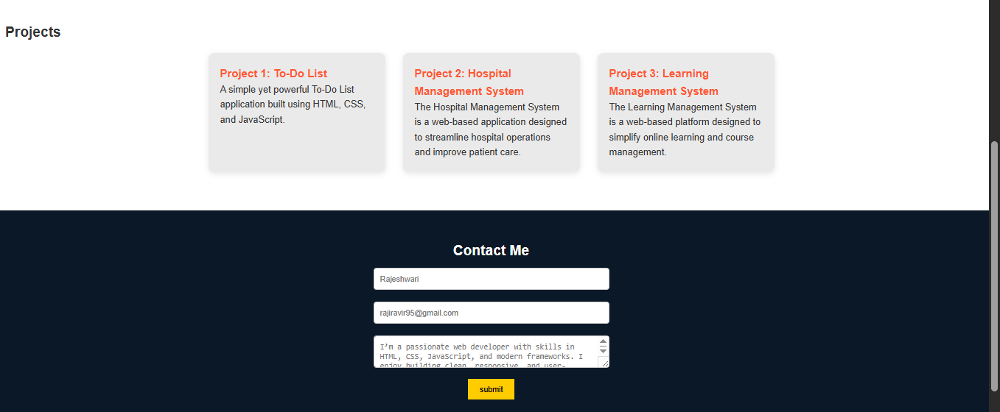 Projects
Project 1: To-Do List
A simple yet powerful To-Do List
application built using HTML, CSS,
and JavaScript.
Project 2: Hospital
Management System
The Hospital Management System
is a web-based application designed
to streamline hospital operations
and improve patient care.
Project 3: Learning
Management System
The Learning Management System
is a web-based platform designed to
simplify online learning and course
management.
Contact Me
Rajeshwari
rajiravir95@gmail.com
I’m a passionate web developer with skills in
HTML, CSS, JavaScript, and modern frameworks. I
enjoy building clean, responsive, and user-
submit